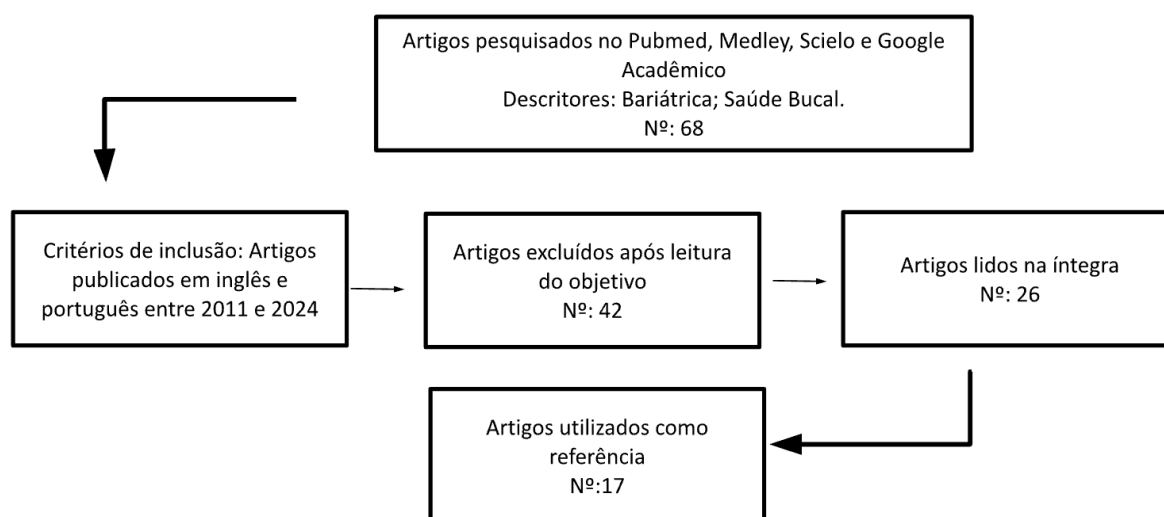 Artigos pesquisados no Pubmed, Medley, Scielo e Google
Acadêmico
Descritores: Bariátrica; Saúde Bucal.
Nº: 68
Critérios de inclusão: Artigos
publicados em inglês e
português entre 2011 e 2024
Artigos excluídos após leitura
do objetivo
Nº: 42
Artigos lidos na íntegra
Nº: 26
Artigos utilizados como
referência
Nº:17